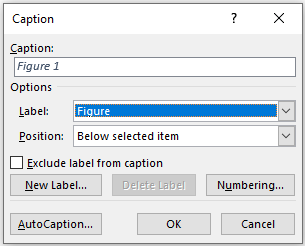 Caption ? ×
Caption:
Figure 1
Options
Label: Figure
Position: Below selected item
Exclude label from caption
New Label... Delete Label Numbering...
AutoCaption... OK Cancel